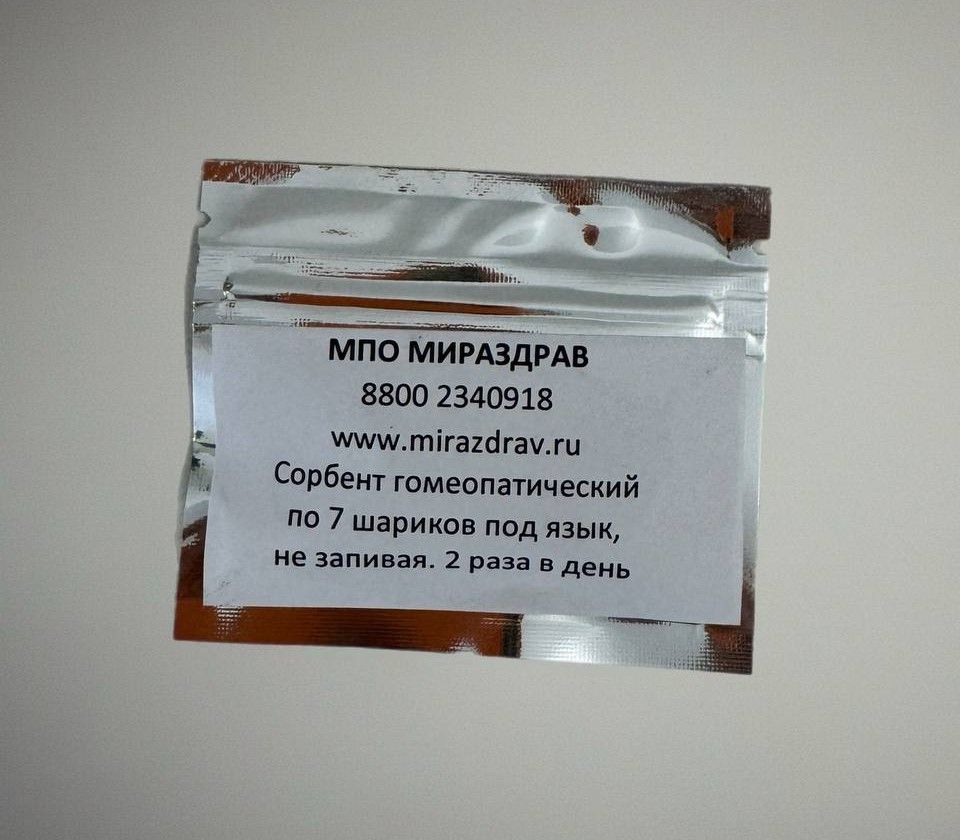 МПО МИРАЗДРАВ
8800 2340918
www.mirazdrav.ru
Сорбент гомеопатический
по 7 шариков под язык,
не запивая. 2 раза в день